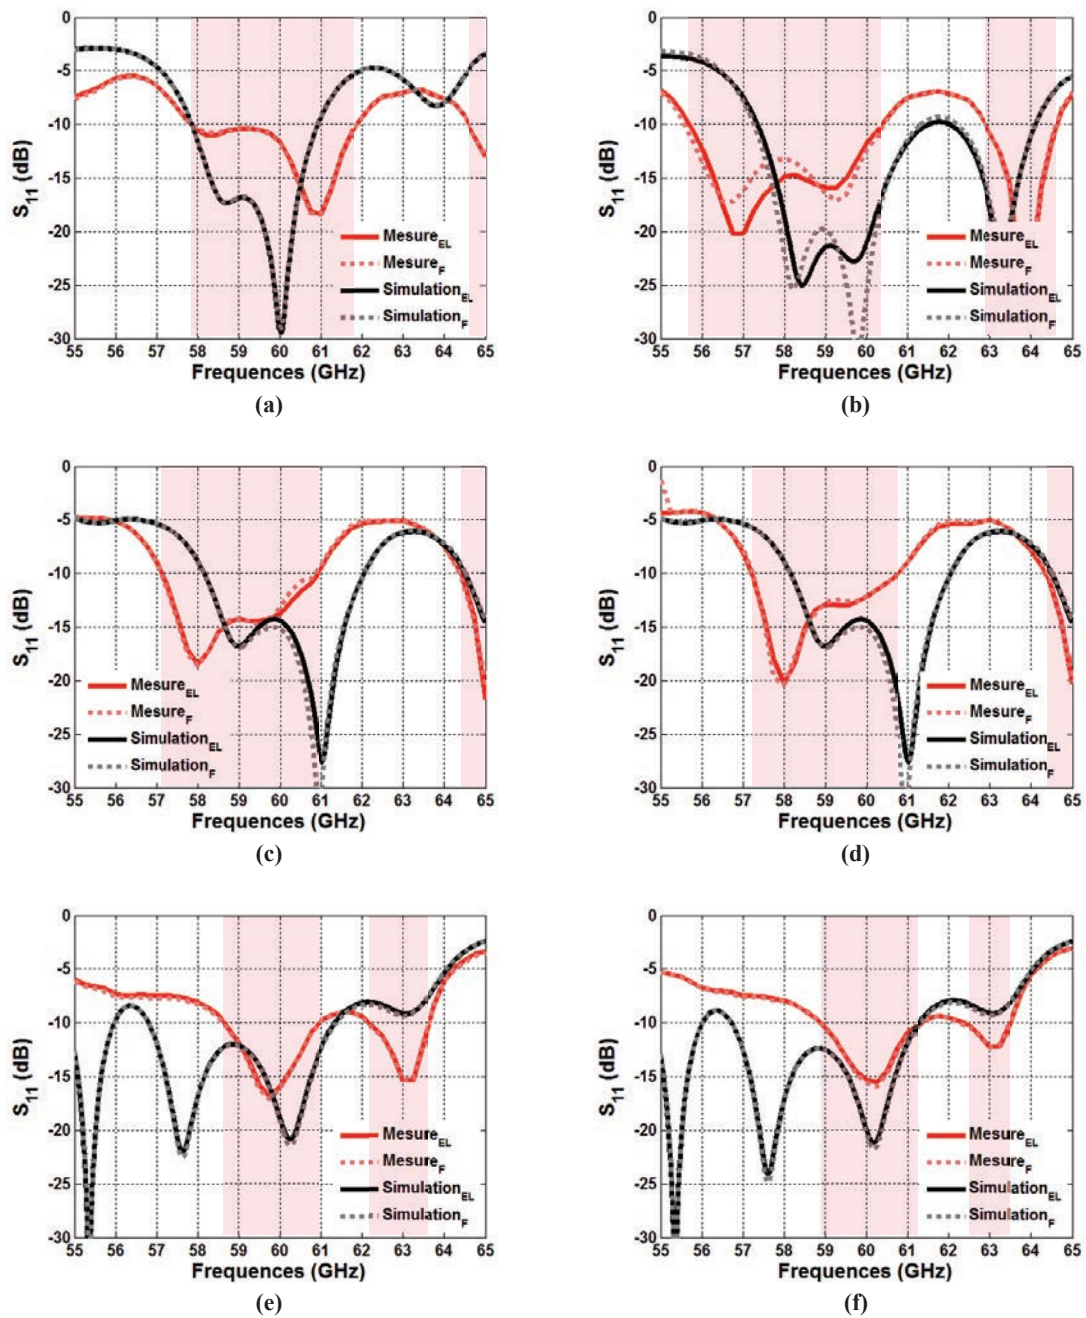 0
-5
-10
-15
-20
-25
-30
S11 (dB)
MesureEL
MesureF
SimulationEL
SimulationF
55 56 57 58 59 60 61 62 63 64 65
Frequences (GHz)
(a)
0
-5
-10
-15
-20
-25
-30
S11 (dB)
MesureEL
MesureF
SimulationEL
SimulationF
55 56 57 58 59 60 61 62 63 64 65
Frequences (GHz)
(b)
0
-5
-10
-15
-20
-25
-30
S11 (dB)
MesureEL
MesureF
SimulationEL
SimulationF
55 56 57 58 59 60 61 62 63 64 65
Frequences (GHz)
(c)
0
-5
-10
-15
-20
-25
-30
S11 (dB)
MesureEL
MesureF
SimulationEL
SimulationF
55 56 57 58 59 60 61 62 63 64 65
Frequences (GHz)
(d)
0
-5
-10
-15
-20
-25
-30
S11 (dB)
MesureEL
MesureF
SimulationEL
SimulationF
55 56 57 58 59 60 61 62 63 64 65
Frequences (GHz)
(e)
0
-5
-10
-15
-20
-25
-30
S11 (dB)
MesureEL
MesureF
SimulationEL
SimulationF
55 56 57 58 59 60 61 62 63 64 65
Frequences (GHz)
(f)